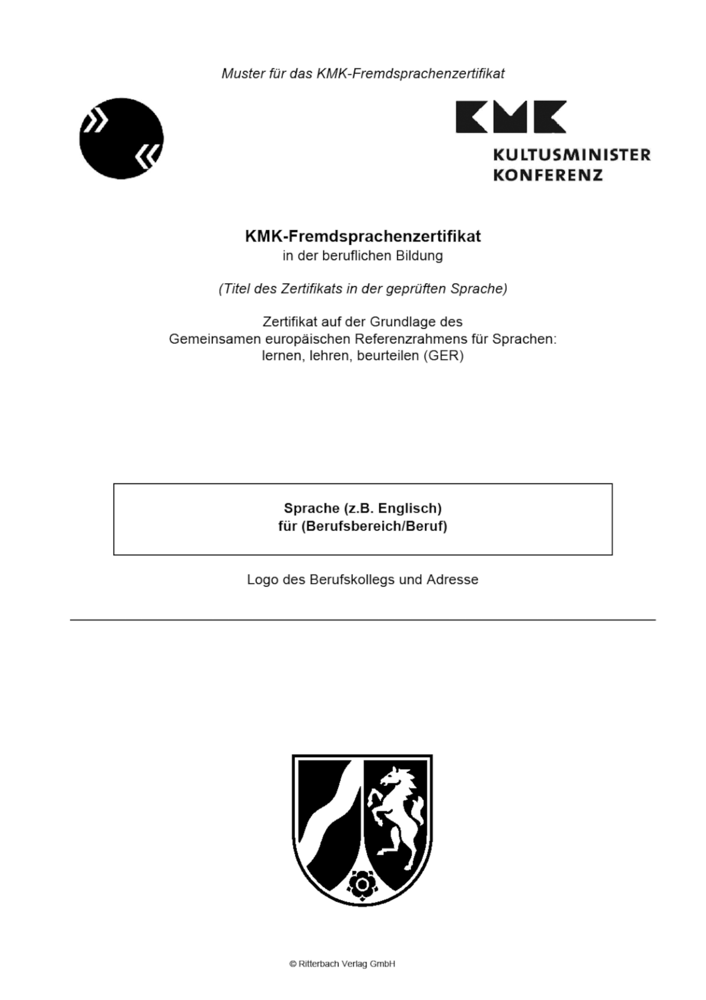 Muster für das KMK-Fremdsprachenzertifikat
KMK
KULTUSMINISTER
KONFERENZ
KMK-Fremdsprachenzertifikat
in der beruflichen Bildung
(Titel des Zertifikats in der geprüften Sprache)
Zertifikat auf der Grundlage des
Gemeinsamen europäischen Referenzrahmens für Sprachen:
lernen, lehren, beurteilen (GER)
Sprache (z.B. Englisch)
für (Berufsbereich/Beruf)
Logo des Berufskollegs und Adresse
© Ritterbach Verlag GmbH